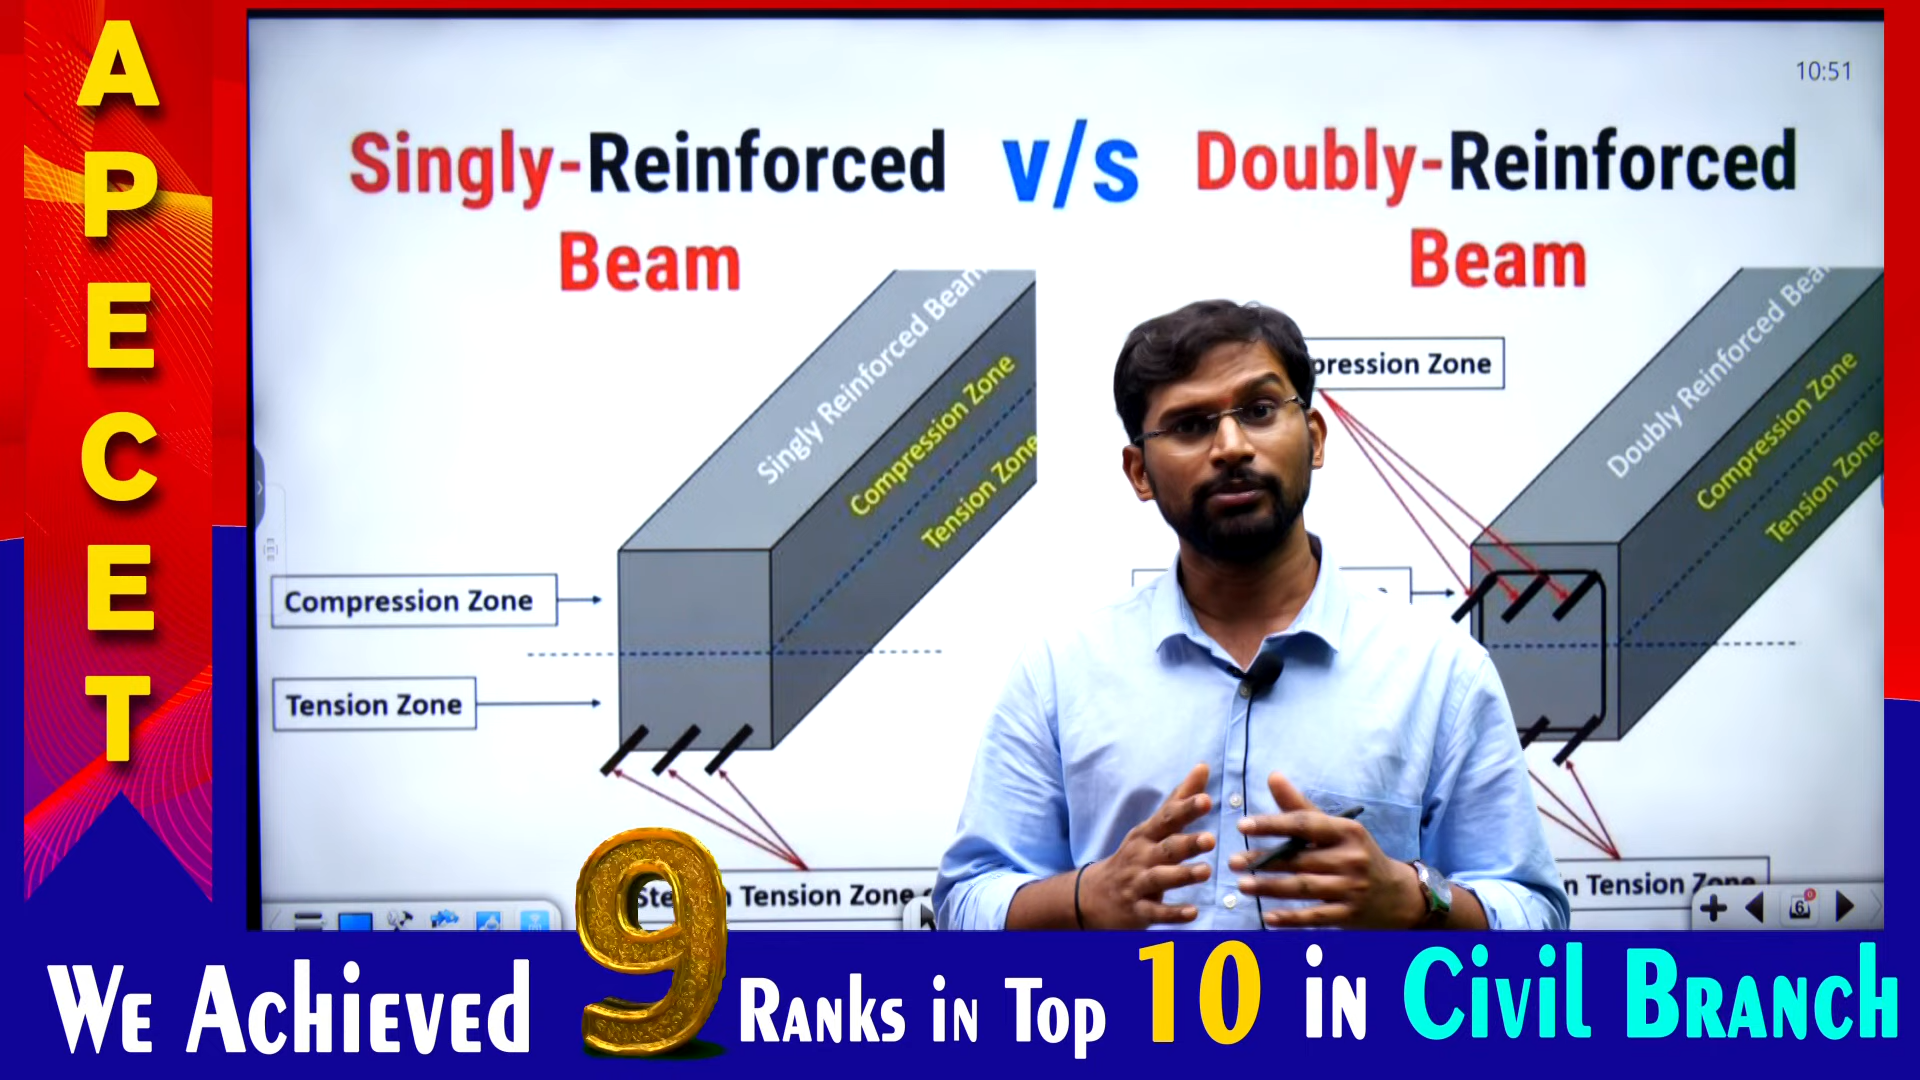 APECET
10:51
Singly-Reinforced Beam
v/s
Doubly-Reinforced Beam
Singly Reinforced Beam
Compression Zone
Tension Zone
Compression Zone
Tension Zone
Tension Zone
pression Zone
Doubly Reinforced Bea
Compression Zone
Tension Zone
n Tension Zone
6
We Achieved 9 Ranks in Top 10 in Civil Branch